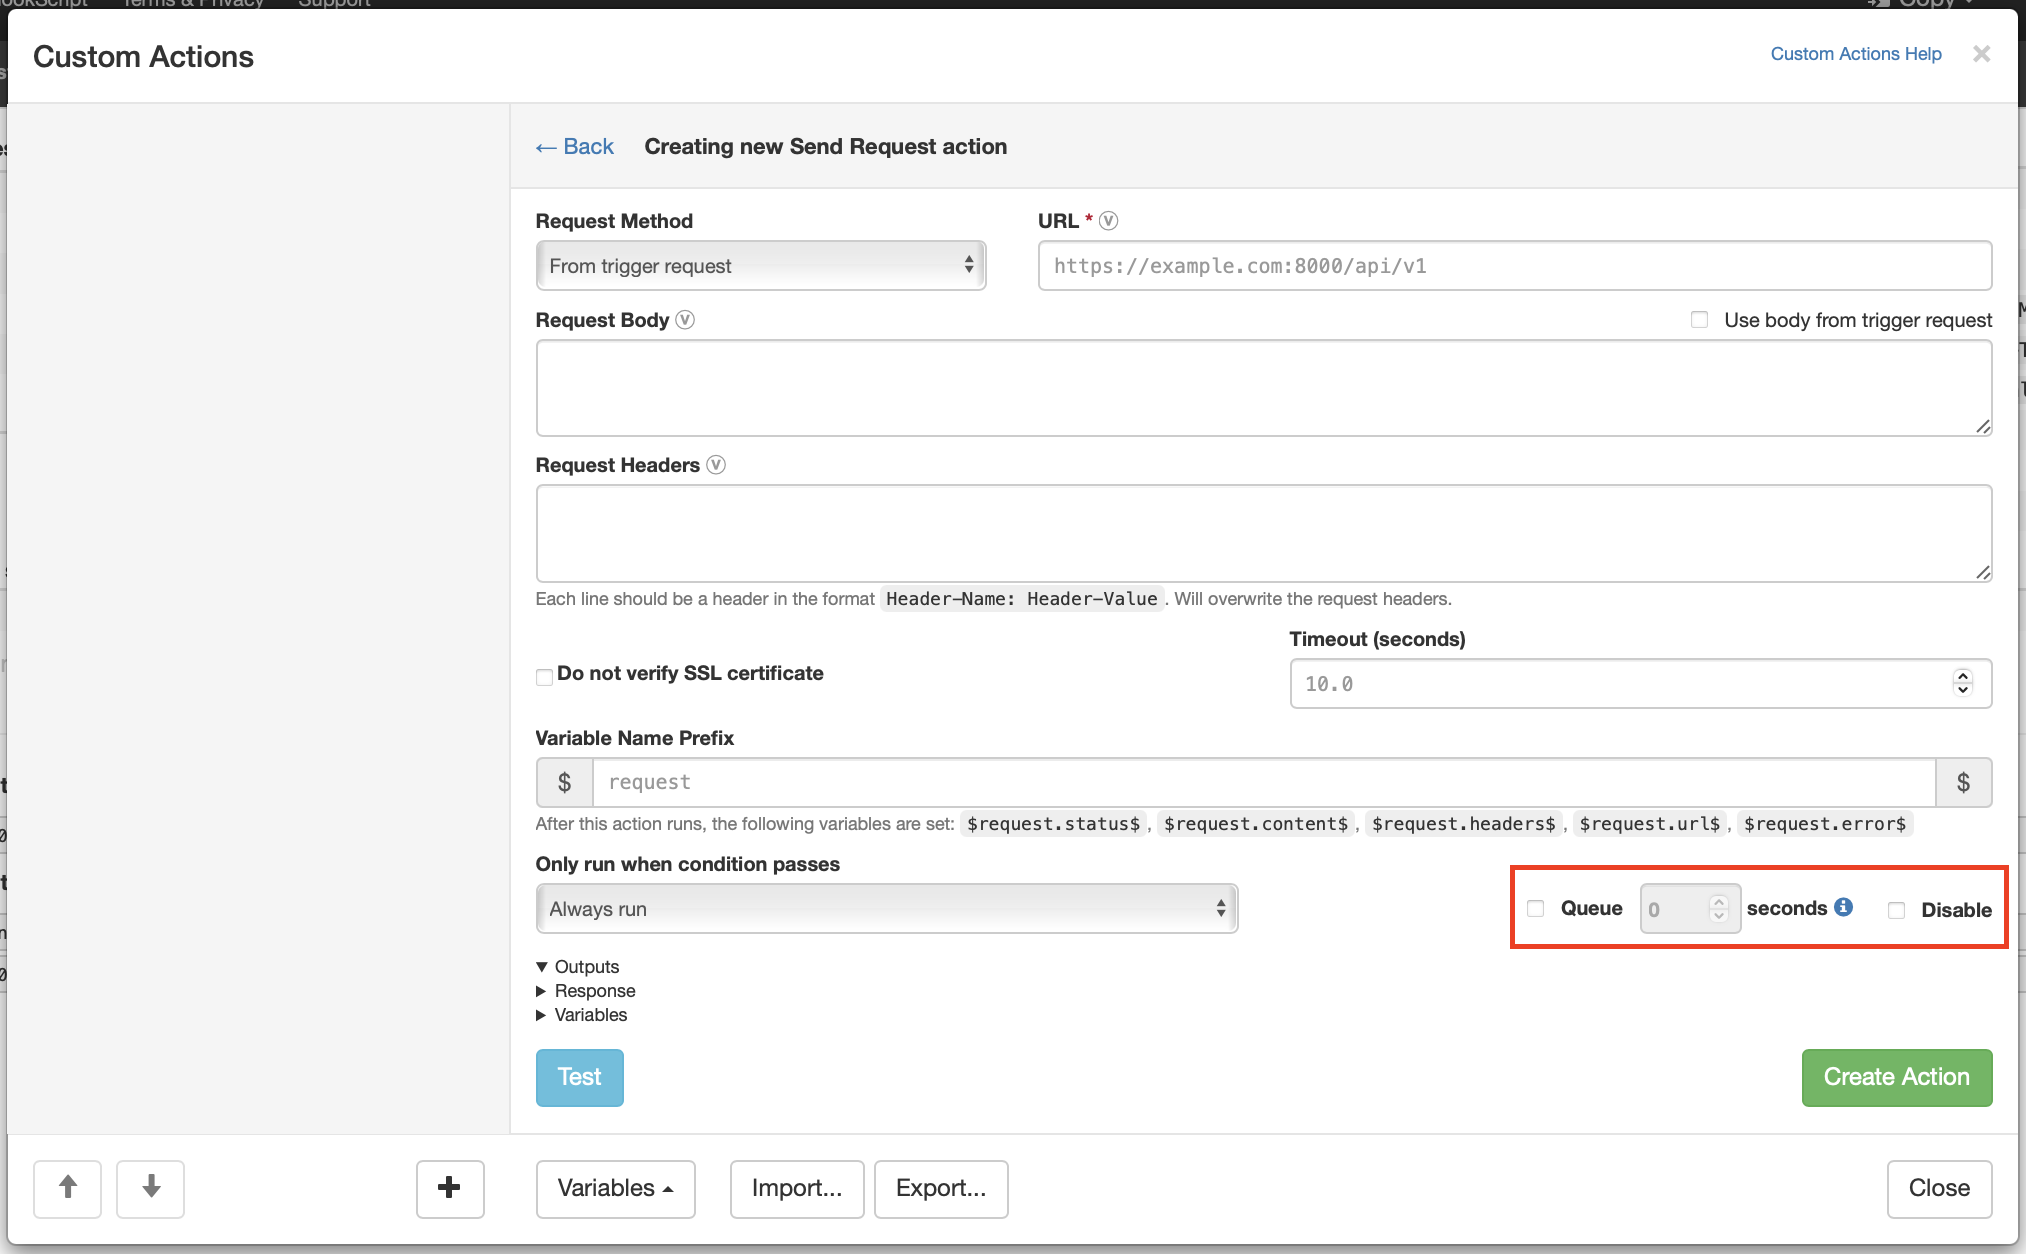 Terms & Privacy Support Copy
Custom Actions Custom Actions Help ×
← Back Creating new Send Request action
Request Method URL * Ⓥ
From trigger request https://example.com:8000/api/v1
Request Body Ⓥ Use body from trigger request
Request Headers Ⓥ
Each line should be a header in the format Header-Name: Header-Value. Will overwrite the request headers.
Timeout (seconds)
Do not verify SSL certificate
10.0
Variable Name Prefix
$ request $
After this action runs, the following variables are set: $request.status$, $request.content$, $request.headers$, $request.url$, $request.error$
Only run when condition passes
Always run Queue 0 seconds Disable
Outputs
Response
Variables
Test Create Action
Variables Import... Export... Close